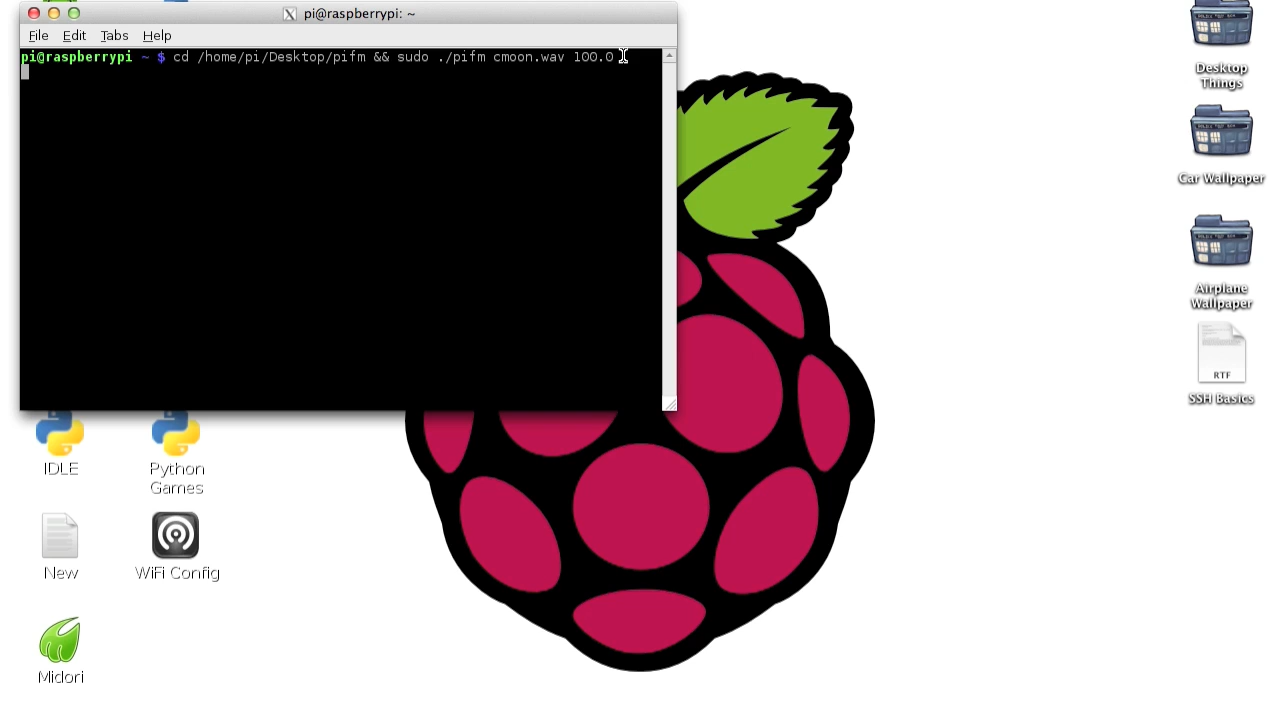 pi@raspberrypi: ~
File Edit Tabs Help
pi@raspberrypi ~ $ cd /home/pi/Desktop/pifm && sudo ./pifm cmoon.wav 100.0
Desktop
Things
Car Wallpaper
Airplane
Wallpaper
RTF
SSH Basics
IDLE
Python
Games
New
WiFi Config
Midori